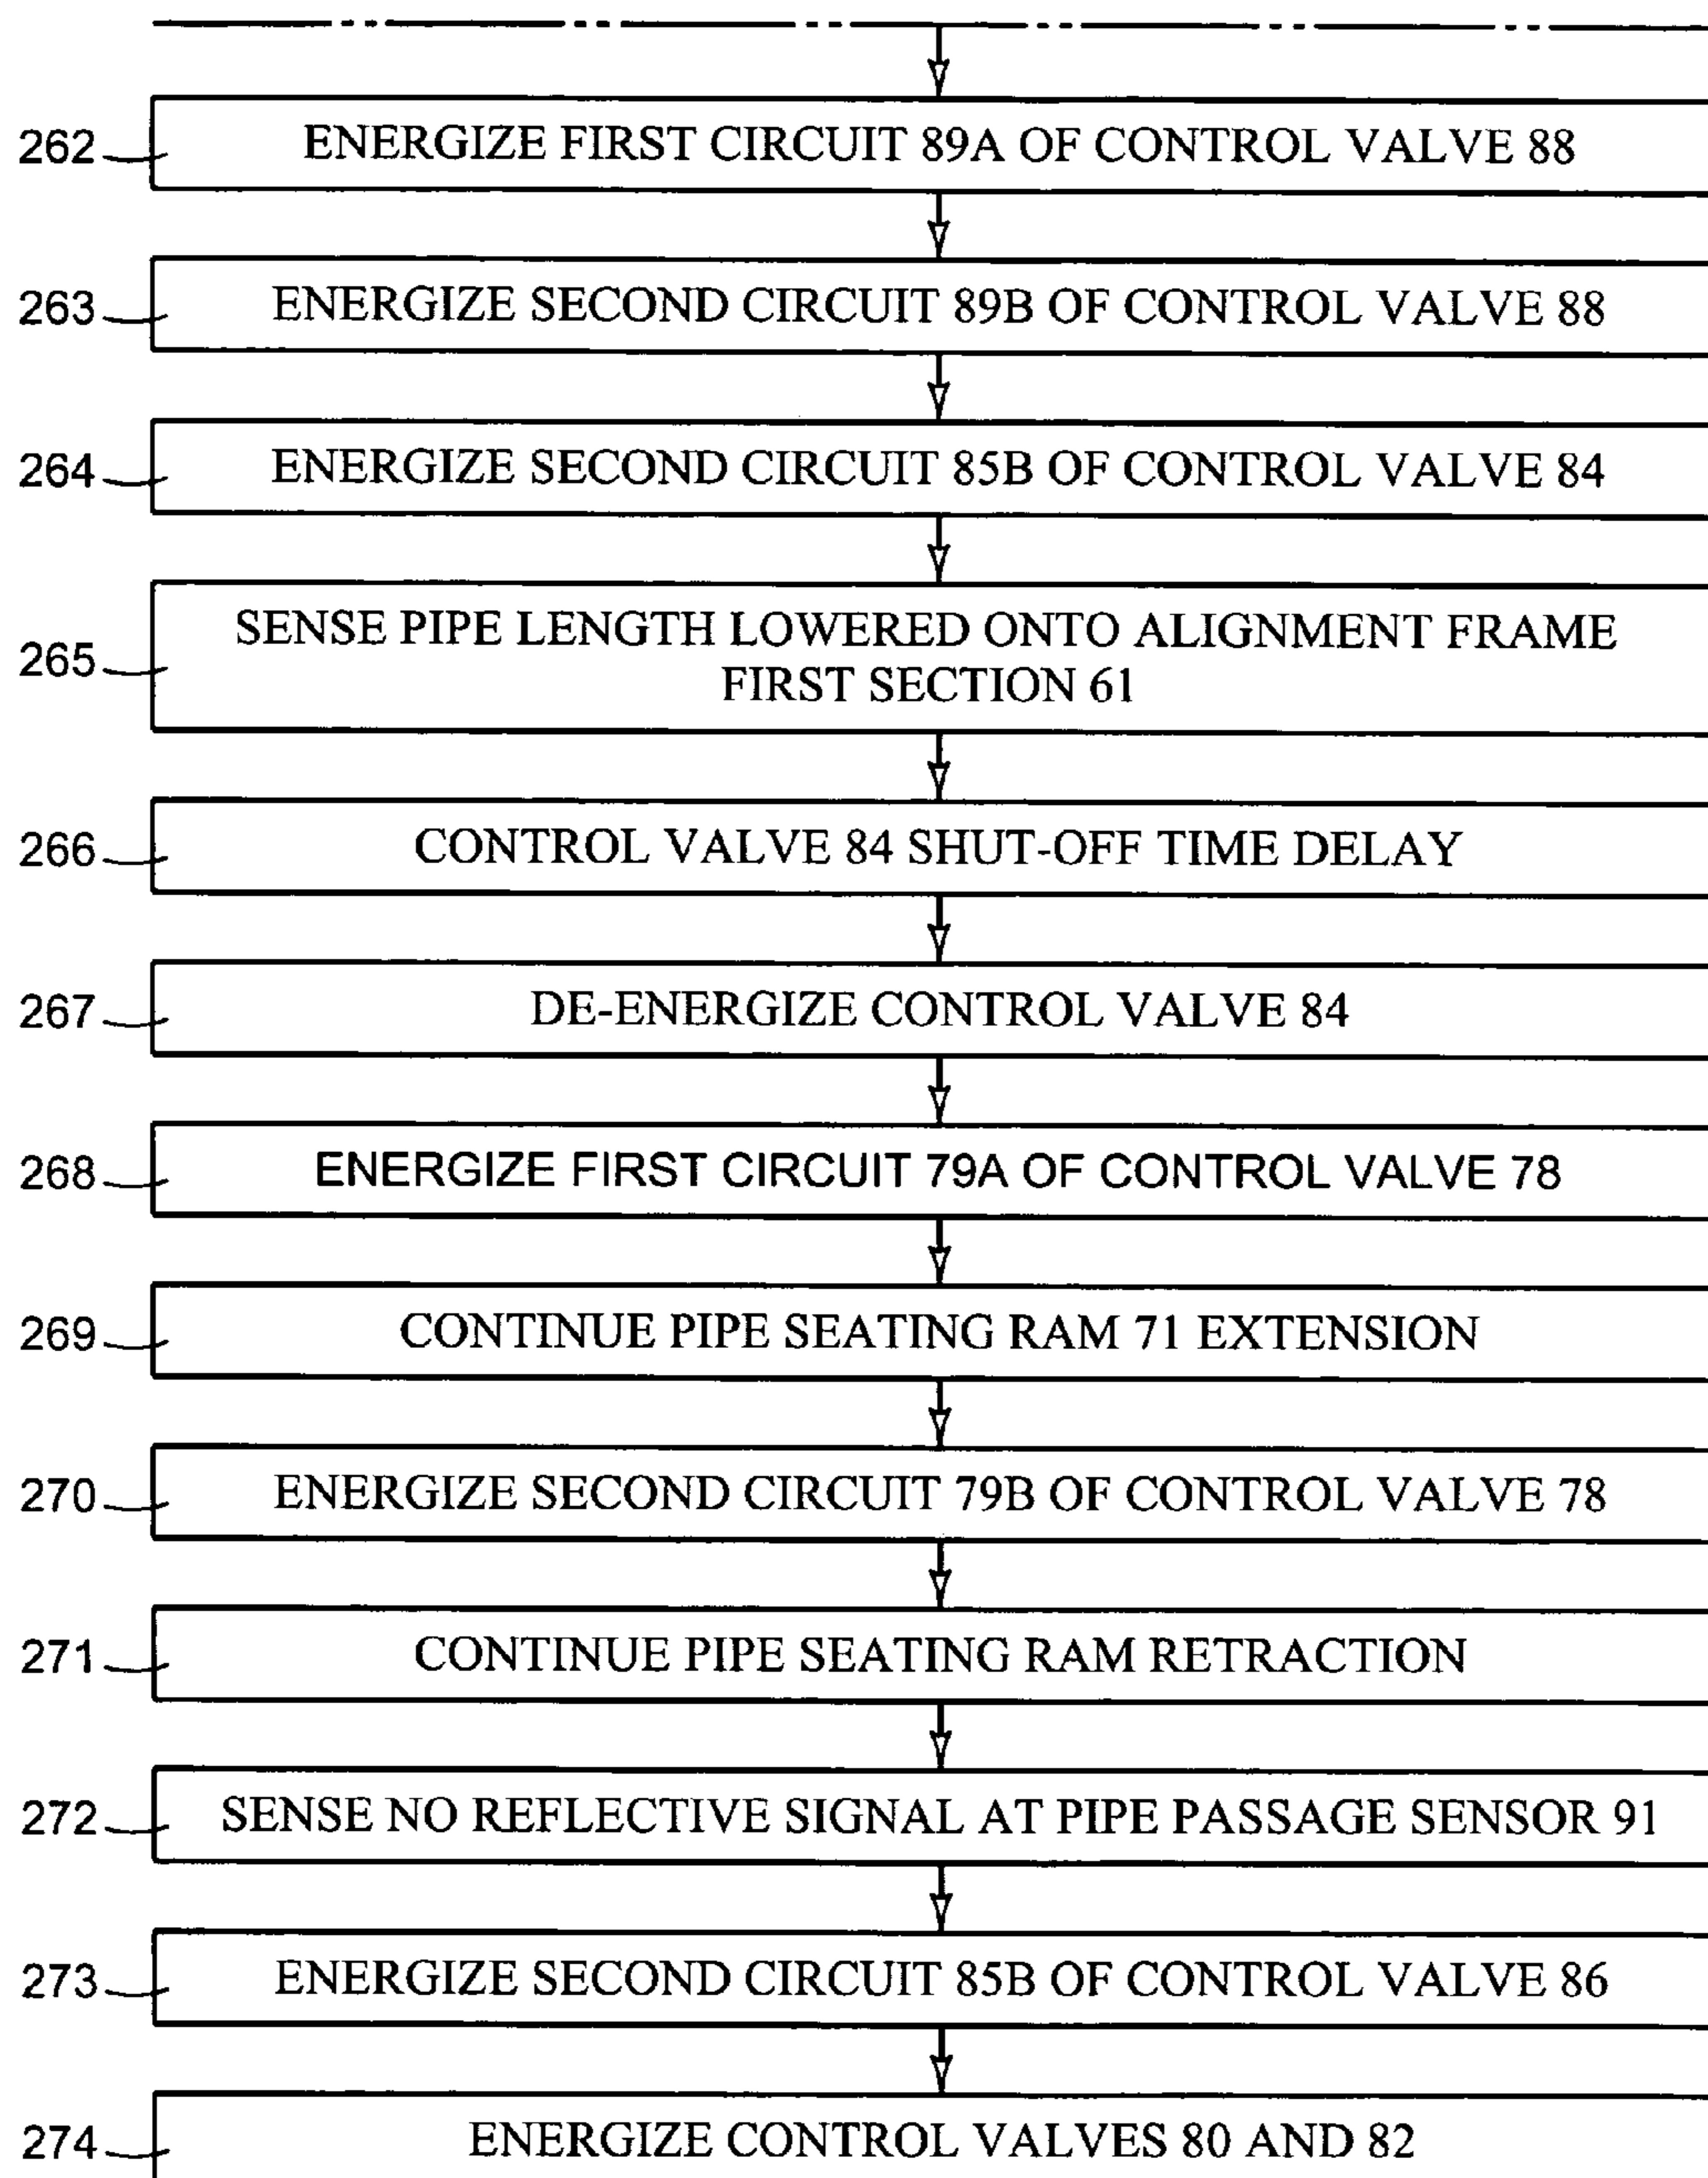 262 ENERGIZE FIRST CIRCUIT 89A OF CONTROL VALVE 88
263 ENERGIZE SECOND CIRCUIT 89B OF CONTROL VALVE 88
264 ENERGIZE SECOND CIRCUIT 85B OF CONTROL VALVE 84
265 SENSE PIPE LENGTH LOWERED ONTO ALIGNMENT FRAME
FIRST SECTION 61
266 CONTROL VALVE 84 SHUT-OFF TIME DELAY
267 DE-ENERGIZE CONTROL VALVE 84
268 ENERGIZE FIRST CIRCUIT 79A OF CONTROL VALVE 78
269 CONTINUE PIPE SEATING RAM 71 EXTENSION
270 ENERGIZE SECOND CIRCUIT 79B OF CONTROL VALVE 78
271 CONTINUE PIPE SEATING RAM RETRACTION
272 SENSE NO REFLECTIVE SIGNAL AT PIPE PASSAGE SENSOR 91
273 ENERGIZE SECOND CIRCUIT 85B OF CONTROL VALVE 86
274 ENERGIZE CONTROL VALVES 80 AND 82